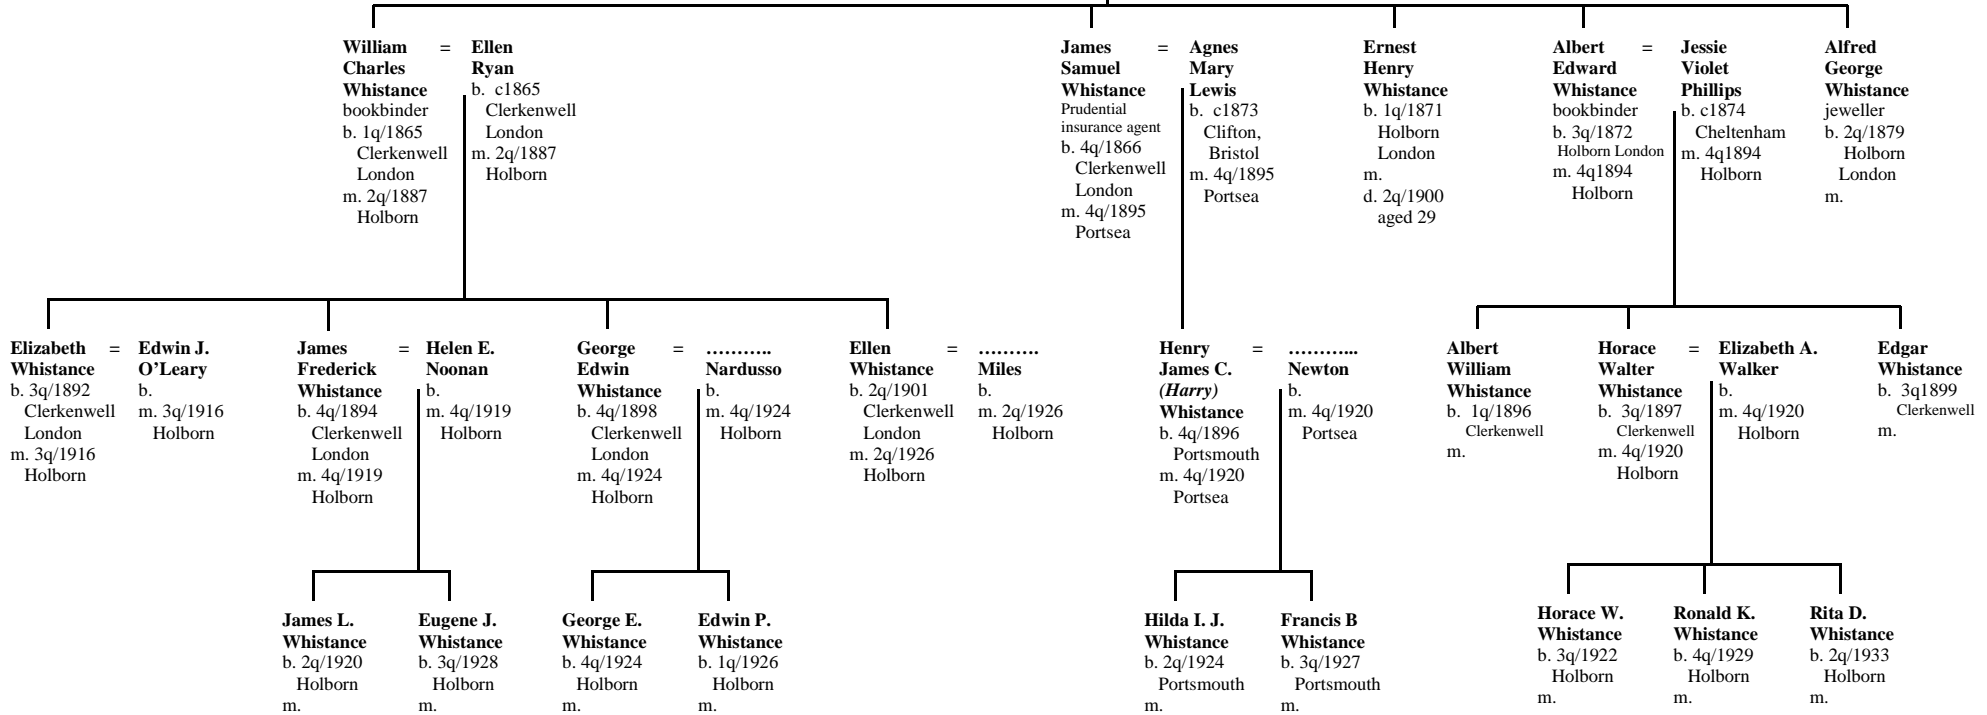 William =
Charles
Whistance
bookbinder
b. 1q/1865
Clerkenwell
London
m. 2q/1887
Holborn
Ellen
Ryan
b. c1865
Clerkenwell
London
m. 2q/1887
Holborn
James =
Samuel
Whistance
Prudential
insurance agent
b. 4q/1866
Clerkenwell
London
m. 4q/1895
Portsea
Agnes
Mary
Lewis
b. c1873
Clifton,
Bristol
m. 4q/1895
Portsea
Ernest
Henry
Whistance
b. 1q/1871
Holborn
London
m.
d. 2q/1900
aged 29
Albert =
Edward
Whistance
bookbinder
b. 3q/1872
Holborn London
m. 4q1894
Holborn
Jessie
Violet
Phillips
b. c1874
Cheltenham
m. 4q1894
Holborn
Alfred
George
Whistance
jeweller
b. 2q/1879
Holborn
London
m.
Elizabeth =
Whistance
b. 3q/1892
Clerkenwell
London
m. 3q/1916
Holborn
Edwin J.
O’Leary
b.
m. 3q/1916
Holborn
James =
Frederick
Whistance
b. 4q/1894
Clerkenwell
London
m. 4q/1919
Holborn
Helen E.
Noonan
b.
m. 4q/1919
Holborn
George =
Edwin
Whistance
b. 4q/1898
Clerkenwell
London
m. 4q/1924
Holborn
………..
Nardusso
b.
m. 4q/1924
Holborn
Ellen =
Whistance
b. 2q/1901
Clerkenwell
London
m. 2q/1926
Holborn
……….
Miles
b.
m. 2q/1926
Holborn
Henry =
James C.
(Harry)
Whistance
b. 4q/1896
Portsmouth
m. 4q/1920
Portsea
………...
Newton
b.
m. 4q/1920
Portsea
Albert
William
Whistance
b. 1q/1896
Clerkenwell
m.
Horace =
Walter
Whistance
b. 3q/1897
Clerkenwell
m. 4q/1920
Holborn
Elizabeth A.
Walker
b.
m. 4q/1920
Holborn
Edgar
Whistance
b. 3q1899
Clerkenwell
m.
James L.
Whistance
b. 2q/1920
Holborn
m.
Eugene J.
Whistance
b. 3q/1928
Holborn
m.
George E.
Whistance
b. 4q/1924
Holborn
m.
Edwin P.
Whistance
b. 1q/1926
Holborn
m.
Hilda I. J.
Whistance
b. 2q/1924
Portsmouth
m.
Francis B
Whistance
b. 3q/1927
Portsmouth
m.
Horace W.
Whistance
b. 3q/1922
Holborn
m.
Ronald K.
Whistance
b. 4q/1929
Holborn
m.
Rita D.
Whistance
b. 2q/1933
Holborn
m.